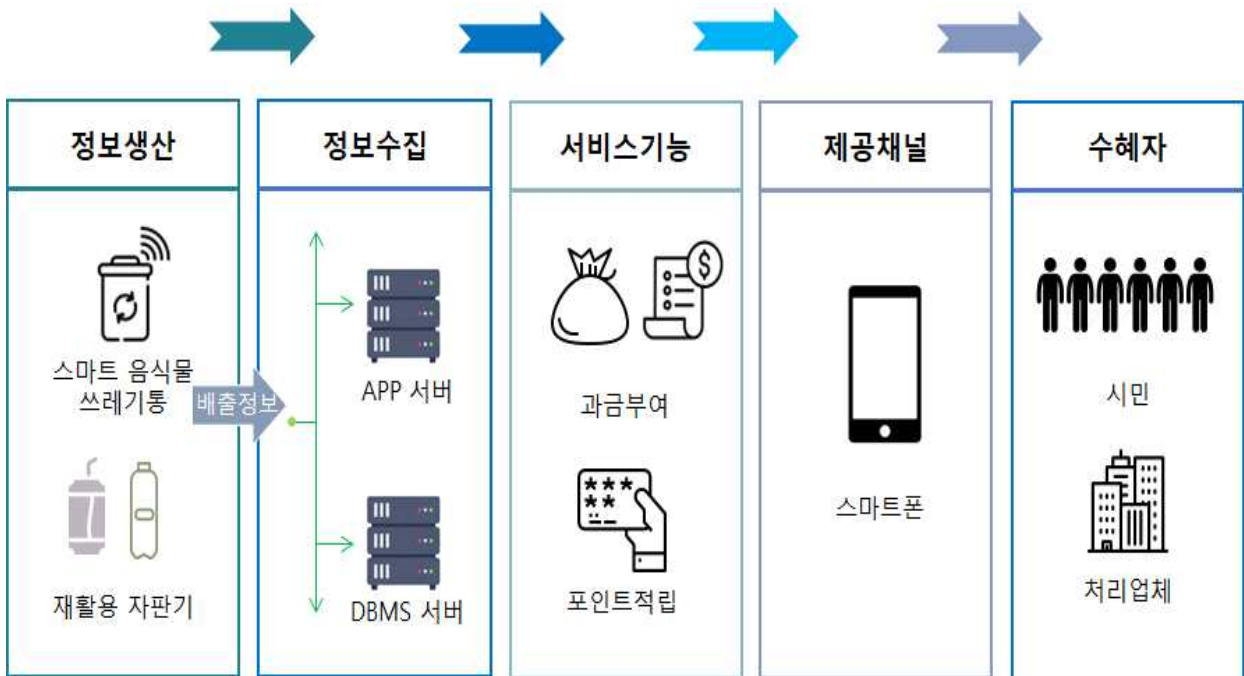 정보생산
정보수집
서비스기능
제공채널
수혜자
스마트 음식물
쓰레기통
배출정보
재활용 자판기
APP 서버
DBMS 서버
$
과금부여
***
**
포인트적립
스마트폰
시민
처리업체